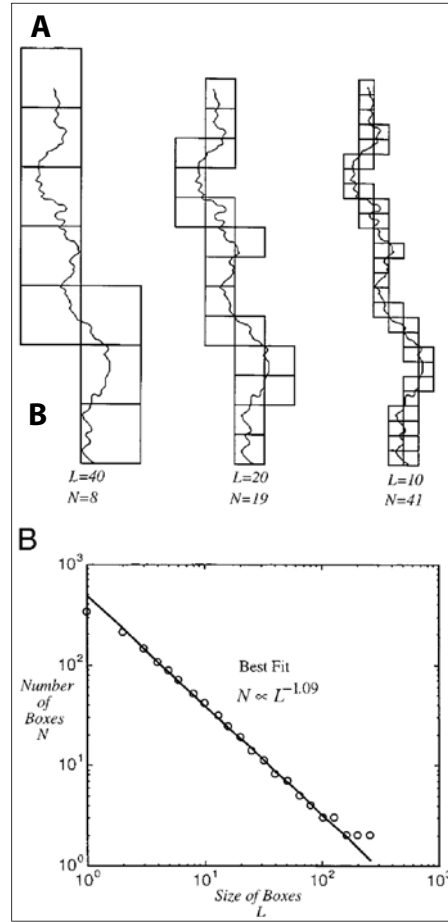 A
B
L=40
N=8
L=20
N=19
L=10
N=41
B
10³
Number
of
Boxes
N
10²
10¹
10⁰
Best Fit
N ∝ L⁻¹·⁰⁹
10⁰
10¹
10²
10³
Size of Boxes
L